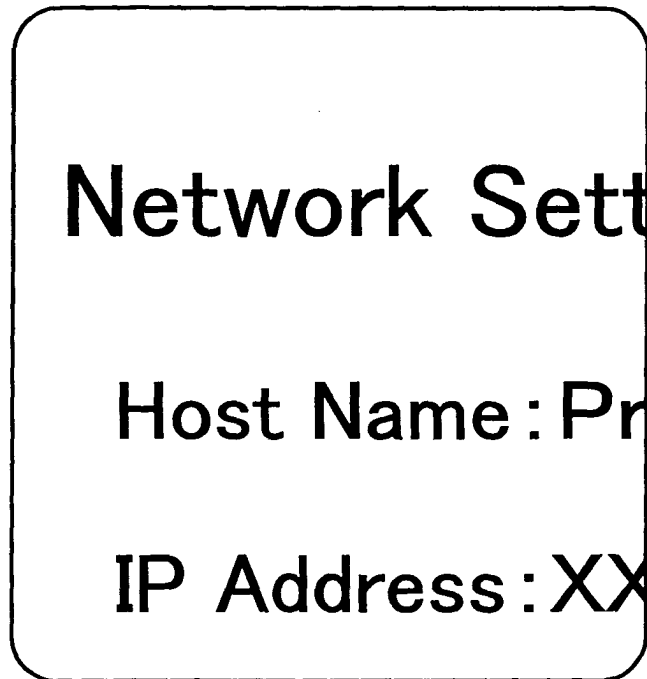 Network Sett
Host Name : Pr
IP Address : XX